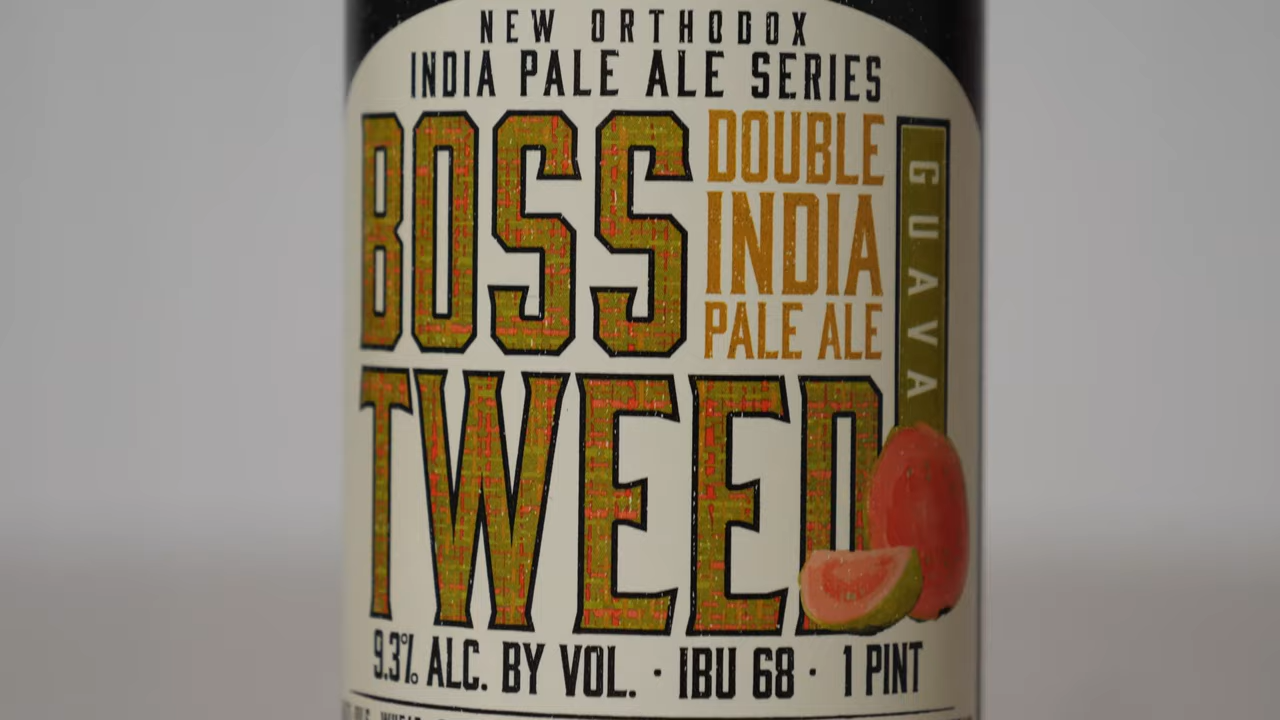 NEW ORTHODOX
INDIA PALE ALE SERIES
BOSS
DOUBLE
INDIA
PALE ALE
GUAVA
TWEED
9.3% ALC. BY VOL. · IBU 68 · 1 PINT